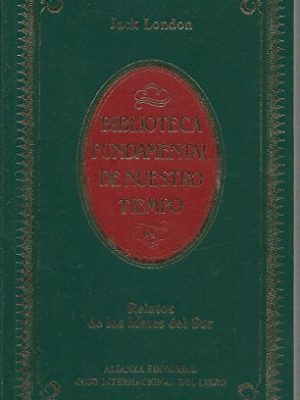 Jack London
BIBLIOTECA
FUNDAMENTAL
DE NUESTRO
TIEMPO
Relatos
de los Mares del Sur
ALIANZA EDITORIAL
CLUB INTERNACIONAL DEL LIBRO